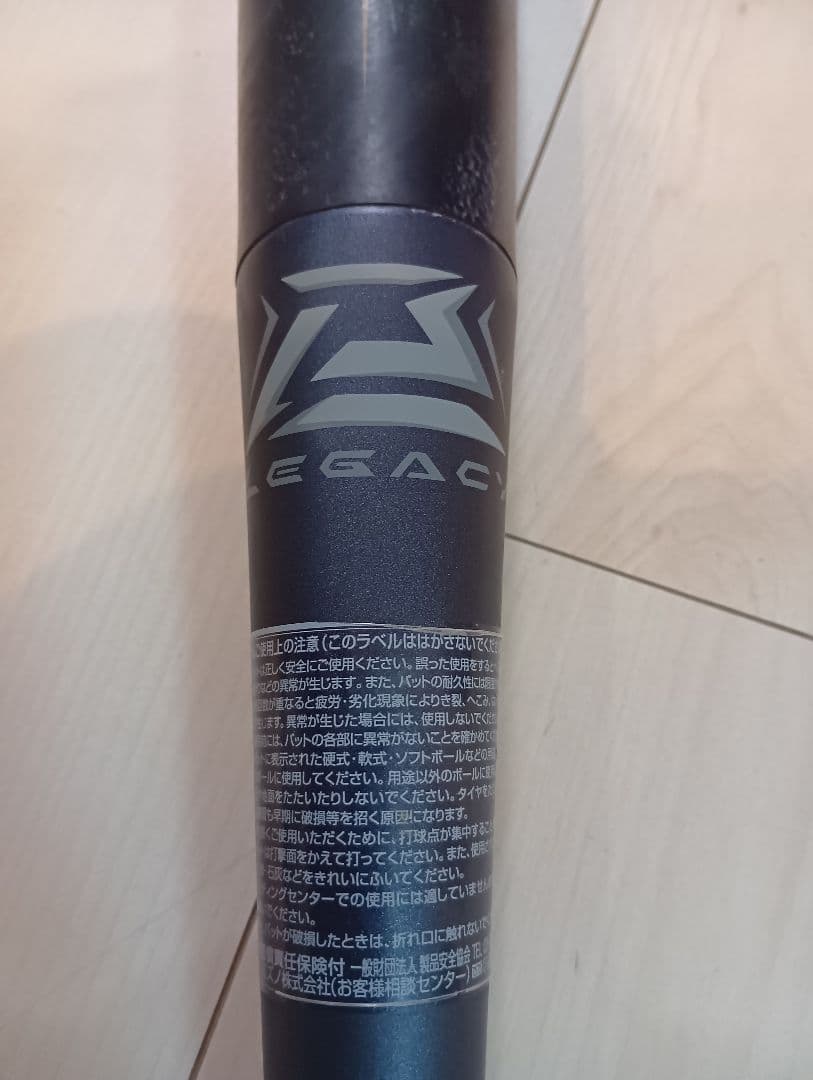 LEGACY
ご使用上の注意(このラベルははがさないでくだ
は正しく安全にご使用ください。誤った使用をすると
などの異常が生じます。また、バットの耐久性には
が重なると疲労・劣化現象によりき裂、へこみ、
します。異常が生じた場合には、使用しないでくだ
には、バットの各部に異常がないことを確かめて
に表示された硬式・軟式・ソフトボールなどの
ールに使用してください。用途以外のボールに
地面をたたいたりしないでください。タイヤをた
も早期に破損等を招く原因になります。
くご使用いただくために、打球点が集中すること
は打撃面をかえて打ってください。また、使用
・石灰などをきれいにふいてください。
ィングセンターでの使用には適していません
でください。
バットが破損したときは、折れ口に触れないで
責任保険付 一般財団法人 製品安全協会 TEL
ズノ株式会社(お客様相談センター)